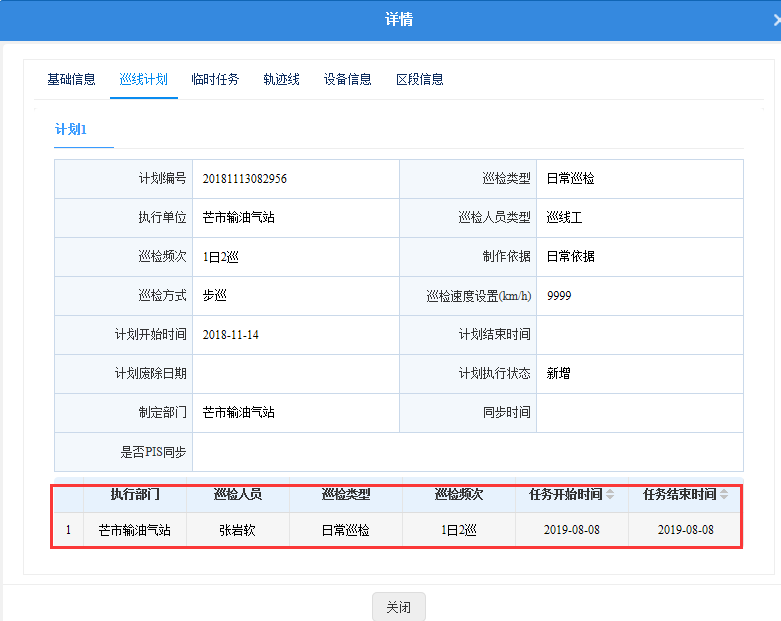 详情
基础信息 巡线计划 临时任务 轨迹线 设备信息 区段信息
计划1
计划编号 20181113082956 巡检类型 日常巡检
执行单位 芒市输油气站 巡检人员类型 巡线工
巡检频次 1日2巡 制作依据 日常依据
巡检方式 步巡 巡检速度设置(km/h) 9999
计划开始时间 2018-11-14 计划结束时间
计划废除日期 计划执行状态 新增
制定部门 芒市输油气站 同步时间
是否PIS同步
执行部门 巡检人员 巡检类型 巡检频次 任务开始时间 任务结束时间
1 芒市输油气站 张岩软 日常巡检 1日2巡 2019-08-08 2019-08-08
关闭